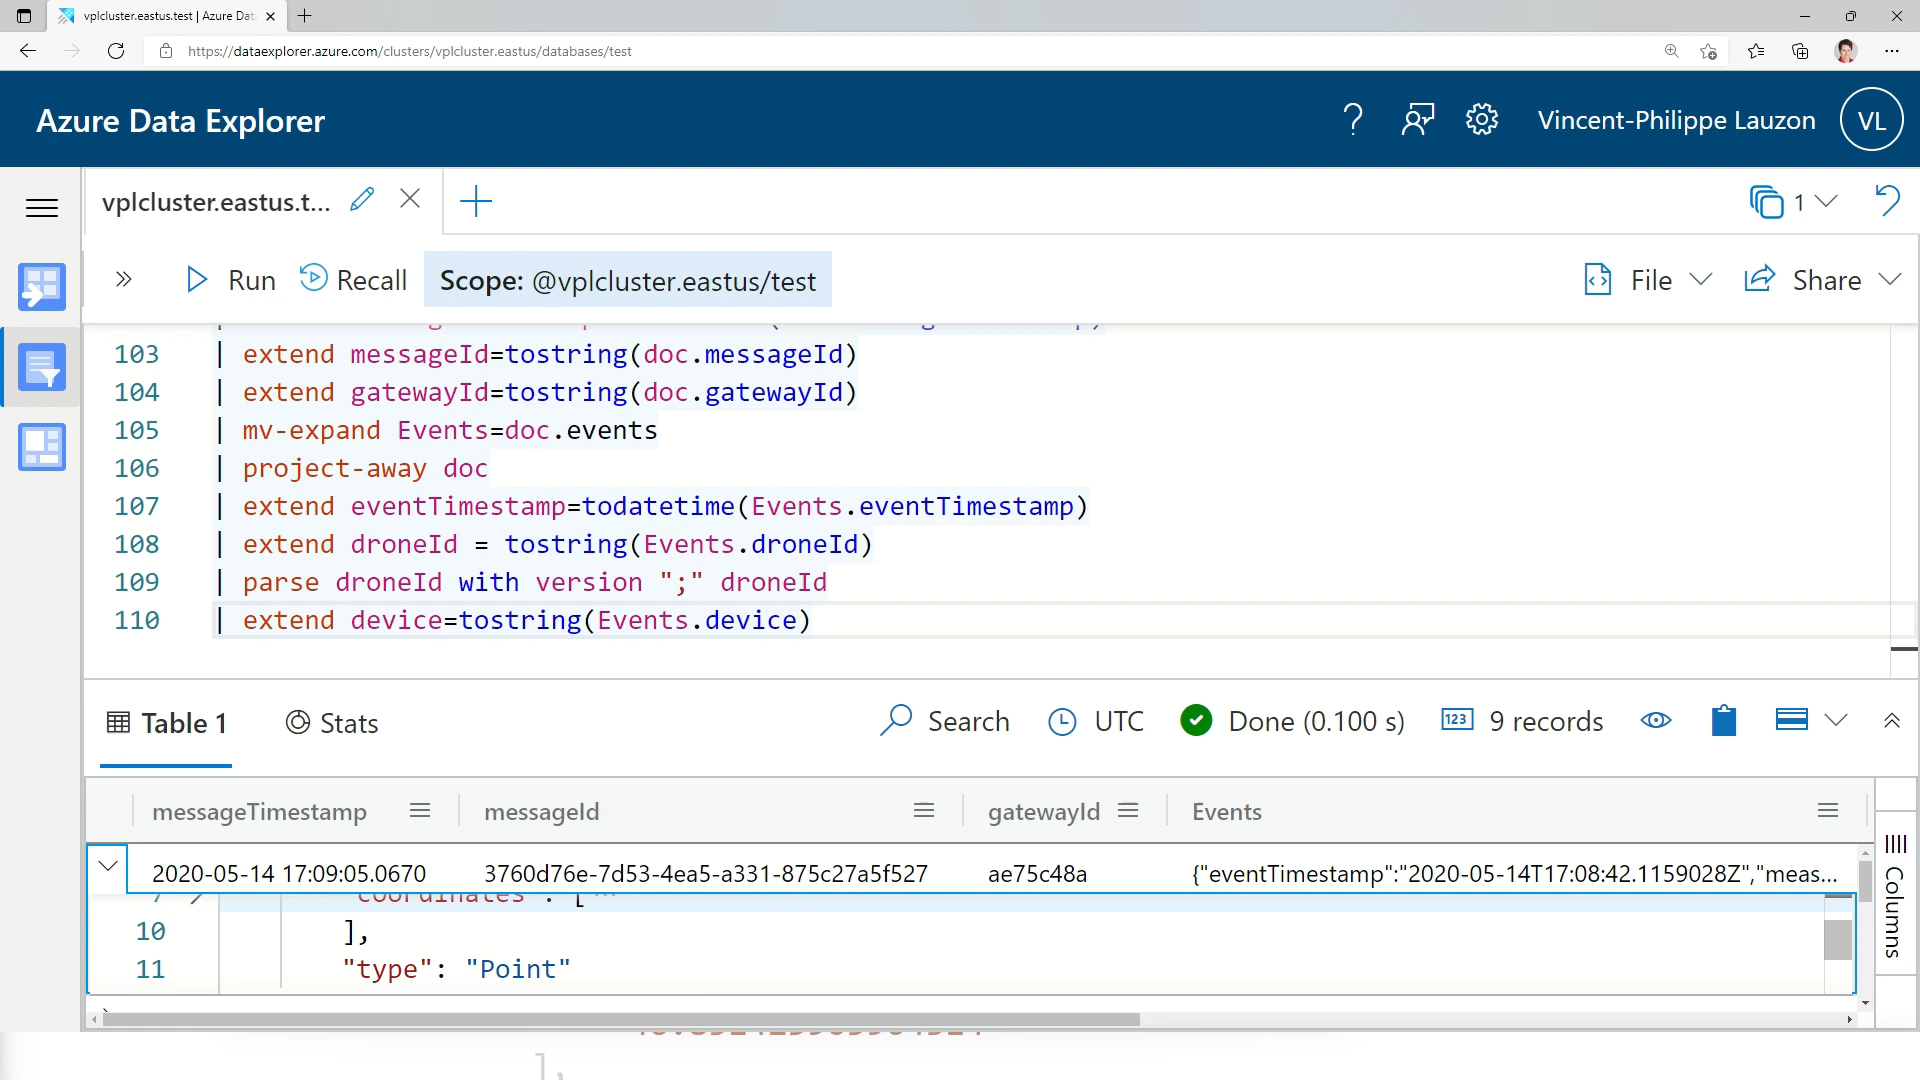 vplcluster.eastus.test | Azure Dat
https://dataexplorer.azure.com/clusters/vplcluster.eastus/databases/test
Azure Data Explorer
Vincent-Philippe Lauzon
VL
vplcluster.eastus.t...
1
Run
Recall
Scope: @vplcluster.eastus/test
File
Share
103 | extend messageId=tostring(doc.messageId)
104 | extend gatewayId=tostring(doc.gatewayId)
105 | mv-expand Events=doc.events
106 | project-away doc
107 | extend eventTimestamp=todatetime(Events.eventTimestamp)
108 | extend droneId = tostring(Events.droneId)
109 | parse droneId with version ";" droneId
110 | extend device=tostring(Events.device)
Table 1
Stats
Search
UTC
Done (0.100 s)
123
9 records
messageTimestamp
messageId
gatewayId
Events
2020-05-14 17:09:05.0670
3760d76e-7d53-4ea5-a331-875c27a5f527
ae75c48a
{"eventTimestamp":"2020-05-14T17:08:42.1159028Z","meas...
Columns
10 ],
11 "type": "Point"
],